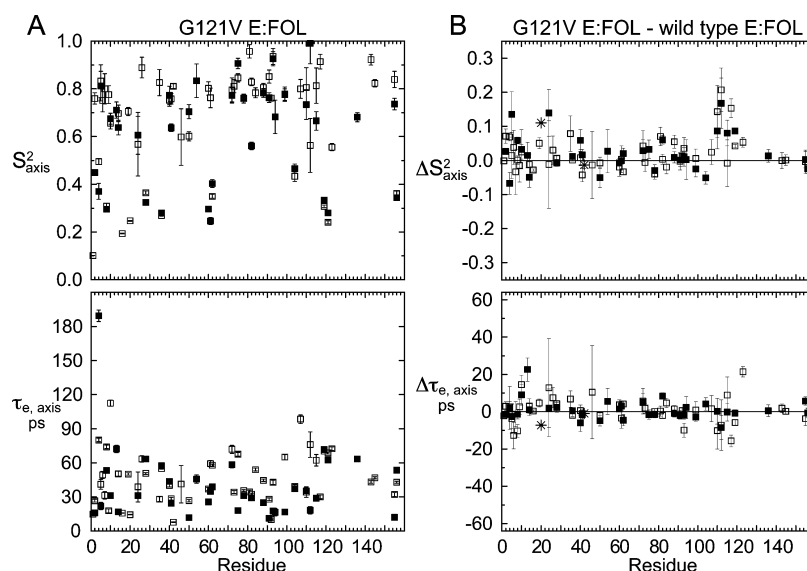 A
G121V E:FOL
B
G121V E:FOL - wild type E:FOL
1.0
0.8
0.6
0.4
0.2
0.0
S²axis
0.3
0.2
0.1
0.0
-0.1
-0.2
-0.3
ΔS²axis
180
150
120
90
60
30
0
τe, axis
ps
60
40
20
0
-20
-40
-60
Δτe, axis
ps
0 20 40 60 80 100 120 140
Residue
0 20 40 60 80 100 120 140
Residue